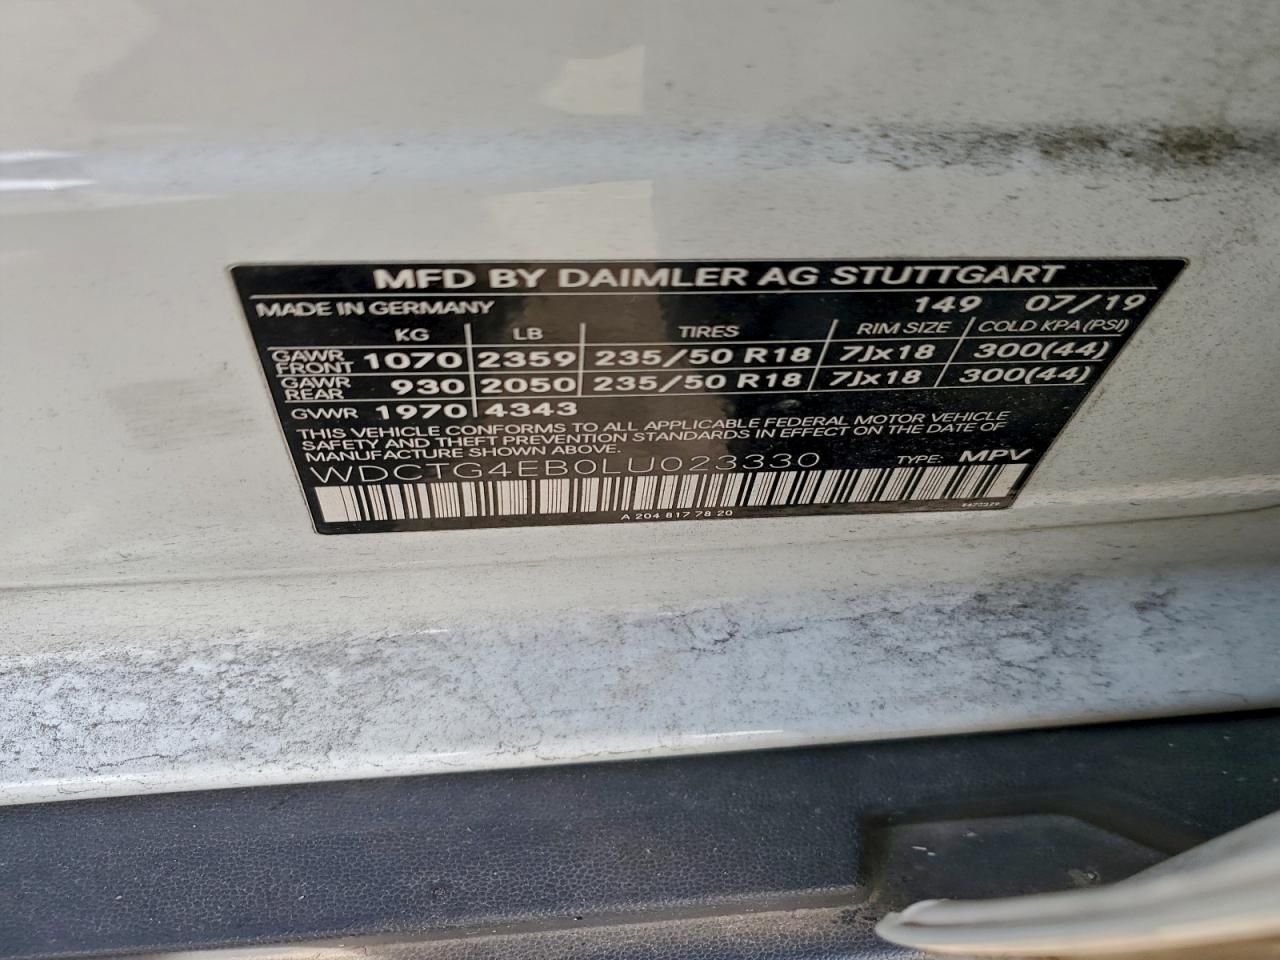 MFD BY DAIMLER AG STUTTGART
MADE IN GERMANY 149 07/19
KG LB TIRES RIM SIZE COLD KPA (PSI)
GAWR FRONT 1070 2359 235/50 R18 7Jx18 300(44)
GAWR REAR 930 2050 235/50 R18 7Jx18 300(44)
GVWR 1970 4343
THIS VEHICLE CONFORMS TO ALL APPLICABLE FEDERAL MOTOR VEHICLE
SAFETY AND THEFT PREVENTION STANDARDS IN EFFECT ON THE DATE OF
MANUFACTURE SHOWN ABOVE.
WDCTG4EB0LU023330 TYPE: MPV
A 204 817 78 20